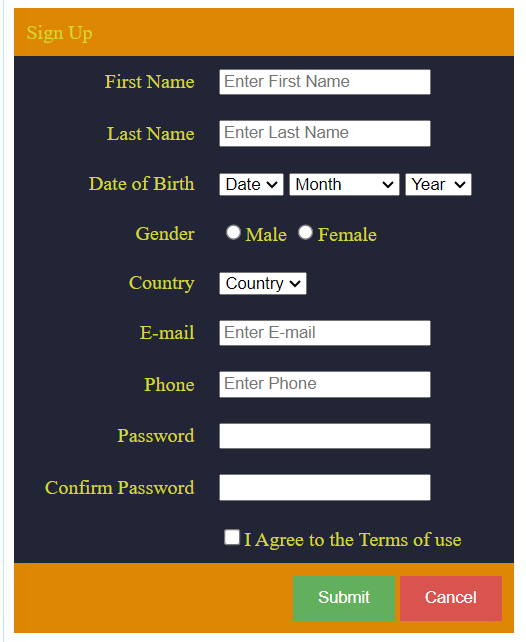 Sign Up
First Name Enter First Name
Last Name Enter Last Name
Date of Birth Date Month Year
Gender Male Female
Country Country
E-mail Enter E-mail
Phone Enter Phone
Password
Confirm Password
I Agree to the Terms of use
Submit Cancel